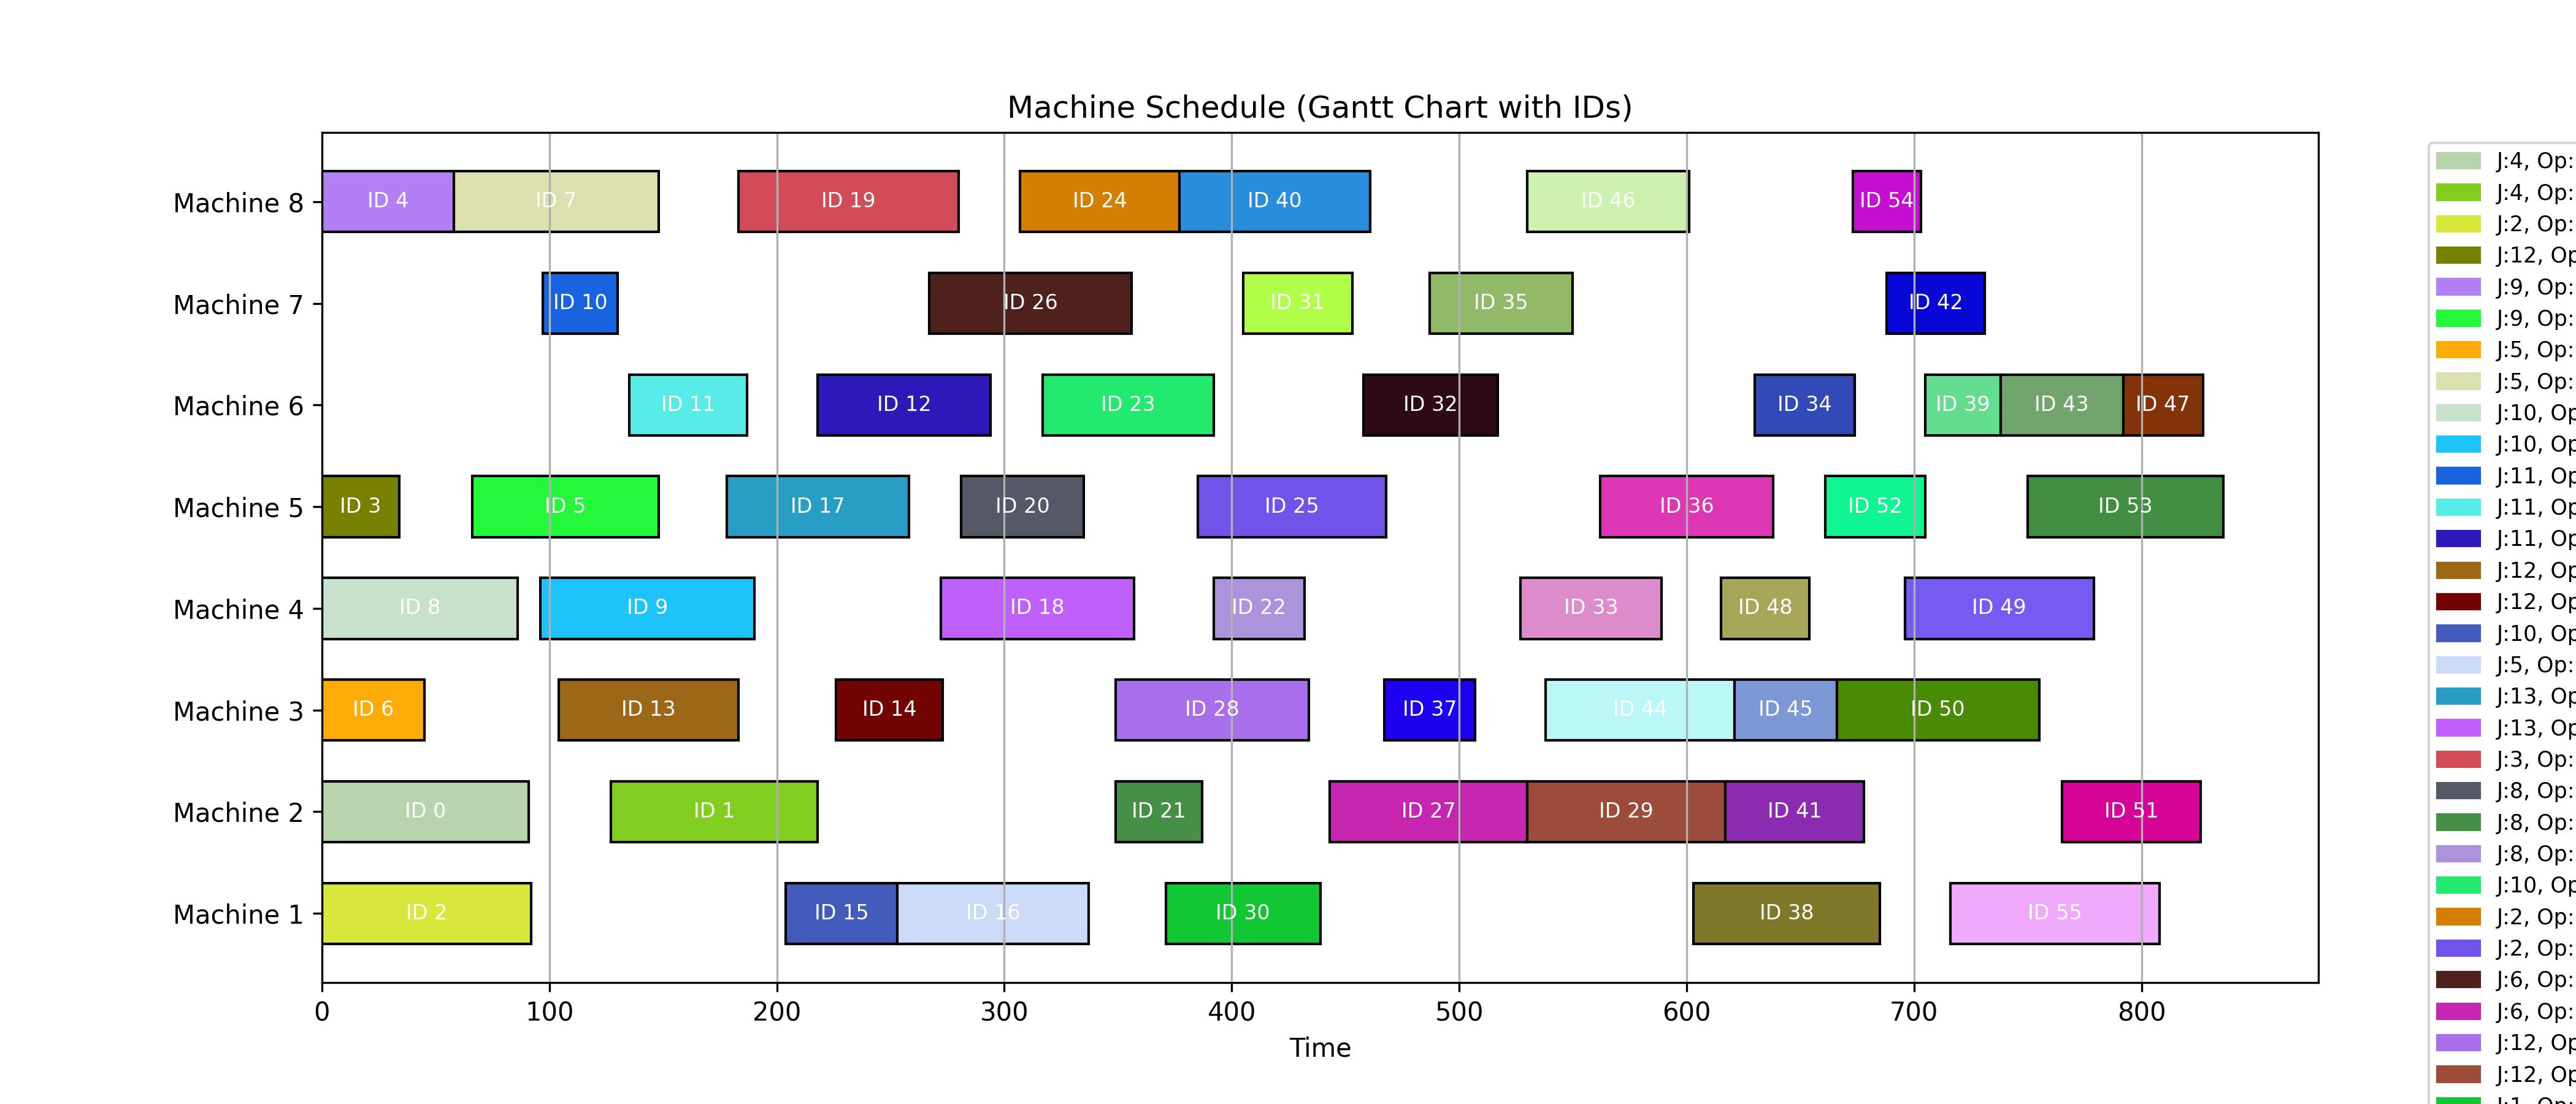 Machine Schedule (Gantt Chart with IDs)
Machine 8 ID 4 ID 7 ID 19 ID 24 ID 40 ID 46 ID 54
Machine 7 ID 10 ID 26 ID 31 ID 35 ID 42
Machine 6 ID 11 ID 12 ID 23 ID 32 ID 34 ID 39 ID 43 ID 47
Machine 5 ID 3 ID 5 ID 17 ID 20 ID 25 ID 36 ID 52 ID 53
Machine 4 ID 8 ID 9 ID 18 ID 22 ID 33 ID 48 ID 49
Machine 3 ID 6 ID 13 ID 14 ID 28 ID 37 ID 44 ID 45 ID 50
Machine 2 ID 0 ID 1 ID 21 ID 27 ID 29 ID 41 ID 51
Machine 1 ID 2 ID 15 ID 16 ID 30 ID 38 ID 55
0 100 200 300 400 500 600 700 800
Time
J:4, Op:
J:4, Op:
J:2, Op:
J:12, Op
J:9, Op:
J:9, Op:
J:5, Op:
J:5, Op:
J:10, Op
J:10, Op
J:11, Op
J:11, Op
J:11, Op
J:12, Op
J:12, Op
J:10, Op
J:5, Op:
J:13, Op
J:13, Op
J:3, Op:
J:8, Op:
J:8, Op:
J:8, Op:
J:10, Op
J:2, Op:
J:2, Op:
J:6, Op:
J:6, Op:
J:12, Op
J:12, Op
J:1, Op: